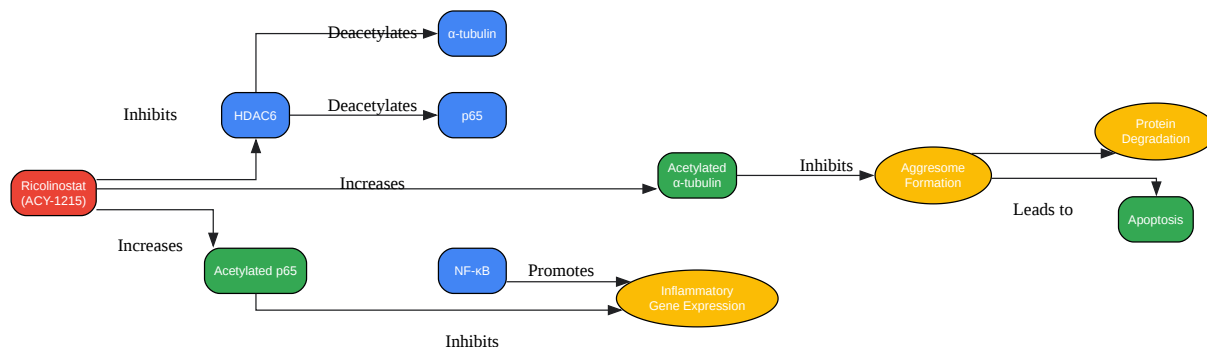 Deacetylates
α-tubulin
Inhibits
HDAC6
Deacetylates
p65
Protein
Degradation
Ricolinostat
(ACY-1215)
Increases
Acetylated
α-tubulin
Inhibits
Aggresome
Formation
Leads to
Apoptosis
Increases
Acetylated p65
NF-κB
Promotes
Inflammatory
Gene Expression
Inhibits